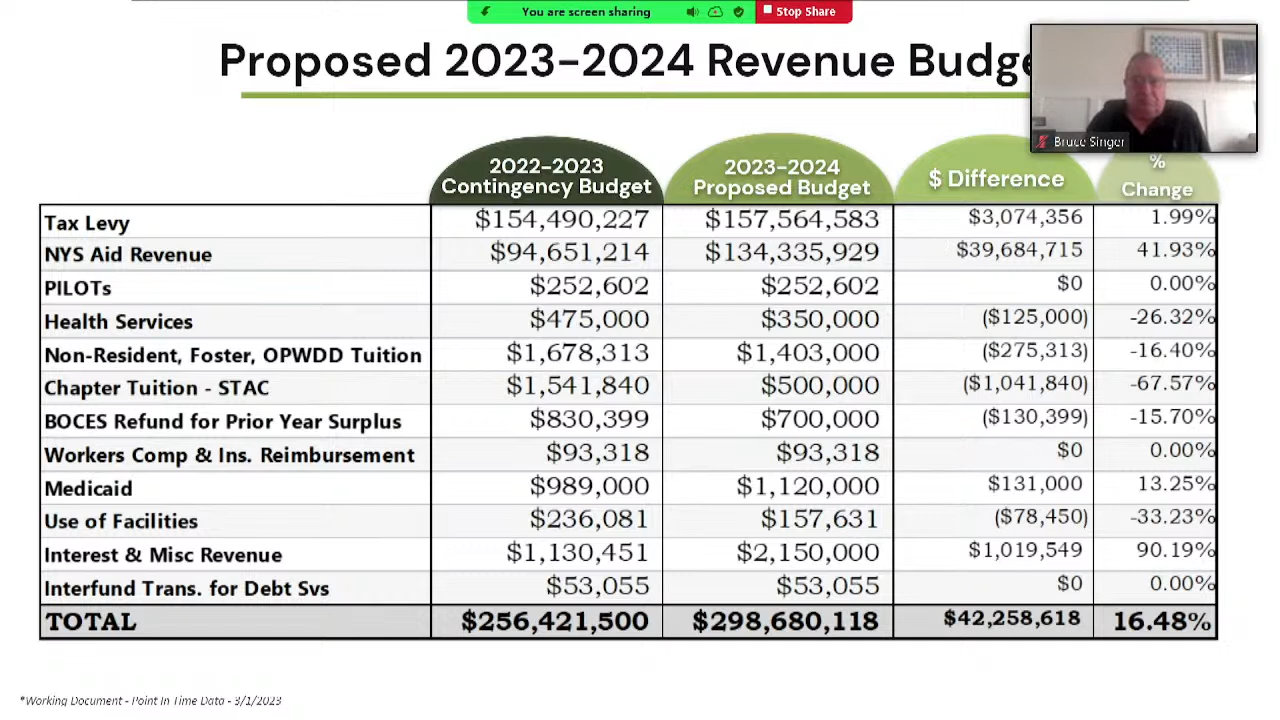 You are screen sharing
Stop Share
Proposed 2023-2024 Revenue Budge
Bruce Singer
2022-2023 Contingency Budget 2023-2024 Proposed Budget $ Difference % Change
Tax Levy $154,490,227 $157,564,583 $3,074,356 1.99%
NYS Aid Revenue $94,651,214 $134,335,929 $39,684,715 41.93%
PILOTs $252,602 $252,602 $0 0.00%
Health Services $475,000 $350,000 ($125,000) -26.32%
Non-Resident, Foster, OPWDD Tuition $1,678,313 $1,403,000 ($275,313) -16.40%
Chapter Tuition - STAC $1,541,840 $500,000 ($1,041,840) -67.57%
BOCES Refund for Prior Year Surplus $830,399 $700,000 ($130,399) -15.70%
Workers Comp & Ins. Reimbursement $93,318 $93,318 $0 0.00%
Medicaid $989,000 $1,120,000 $131,000 13.25%
Use of Facilities $236,081 $157,631 ($78,450) -33.23%
Interest & Misc Revenue $1,130,451 $2,150,000 $1,019,549 90.19%
Interfund Trans. for Debt Svs $53,055 $53,055 $0 0.00%
TOTAL $256,421,500 $298,680,118 $42,258,618 16.48%
*Working Document - Point In Time Data - 3/1/2023